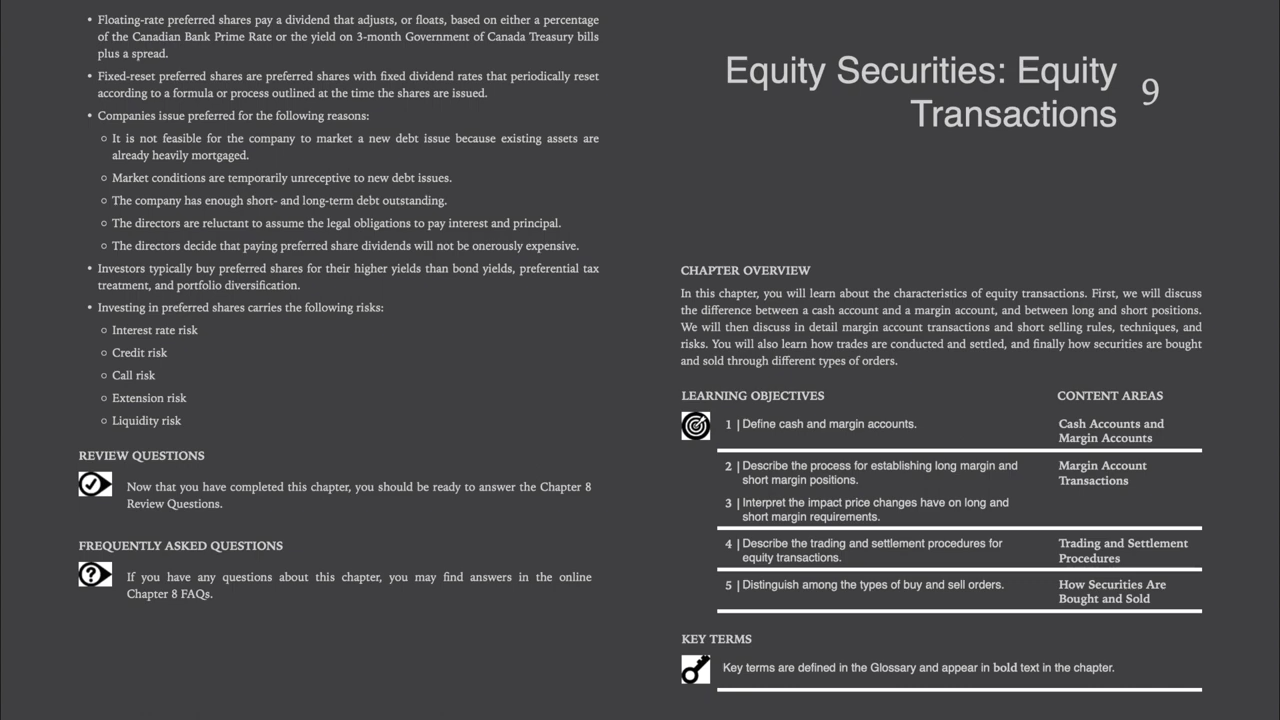 • Floating-rate preferred shares pay a dividend that adjusts, or floats, based on either a percentage
of the Canadian Bank Prime Rate or the yield on 3-month Government of Canada Treasury bills
plus a spread.
• Fixed-reset preferred shares are preferred shares with fixed dividend rates that periodically reset
according to a formula or process outlined at the time the shares are issued.
• Companies issue preferred for the following reasons:
○ It is not feasible for the company to market a new debt issue because existing assets are
already heavily mortgaged.
○ Market conditions are temporarily unreceptive to new debt issues.
○ The company has enough short- and long-term debt outstanding.
○ The directors are reluctant to assume the legal obligations to pay interest and principal.
○ The directors decide that paying preferred share dividends will not be onerously expensive.
• Investors typically buy preferred shares for their higher yields than bond yields, preferential tax
treatment, and portfolio diversification.
• Investing in preferred shares carries the following risks:
○ Interest rate risk
○ Credit risk
○ Call risk
○ Extension risk
○ Liquidity risk
REVIEW QUESTIONS
Now that you have completed this chapter, you should be ready to answer the Chapter 8
Review Questions.
FREQUENTLY ASKED QUESTIONS
If you have any questions about this chapter, you may find answers in the online
Chapter 8 FAQs.
Equity Securities: Equity
Transactions
9
CHAPTER OVERVIEW
In this chapter, you will learn about the characteristics of equity transactions. First, we will discuss
the difference between a cash account and a margin account, and between long and short positions.
We will then discuss in detail margin account transactions and short selling rules, techniques, and
risks. You will also learn how trades are conducted and settled, and finally how securities are bought
and sold through different types of orders.
LEARNING OBJECTIVES CONTENT AREAS
1 | Define cash and margin accounts. Cash Accounts and
Margin Accounts
2 | Describe the process for establishing long margin and Margin Account
short margin positions. Transactions
3 | Interpret the impact price changes have on long and
short margin requirements.
4 | Describe the trading and settlement procedures for Trading and Settlement
equity transactions. Procedures
5 | Distinguish among the types of buy and sell orders. How Securities Are
Bought and Sold
KEY TERMS
Key terms are defined in the Glossary and appear in bold text in the chapter.